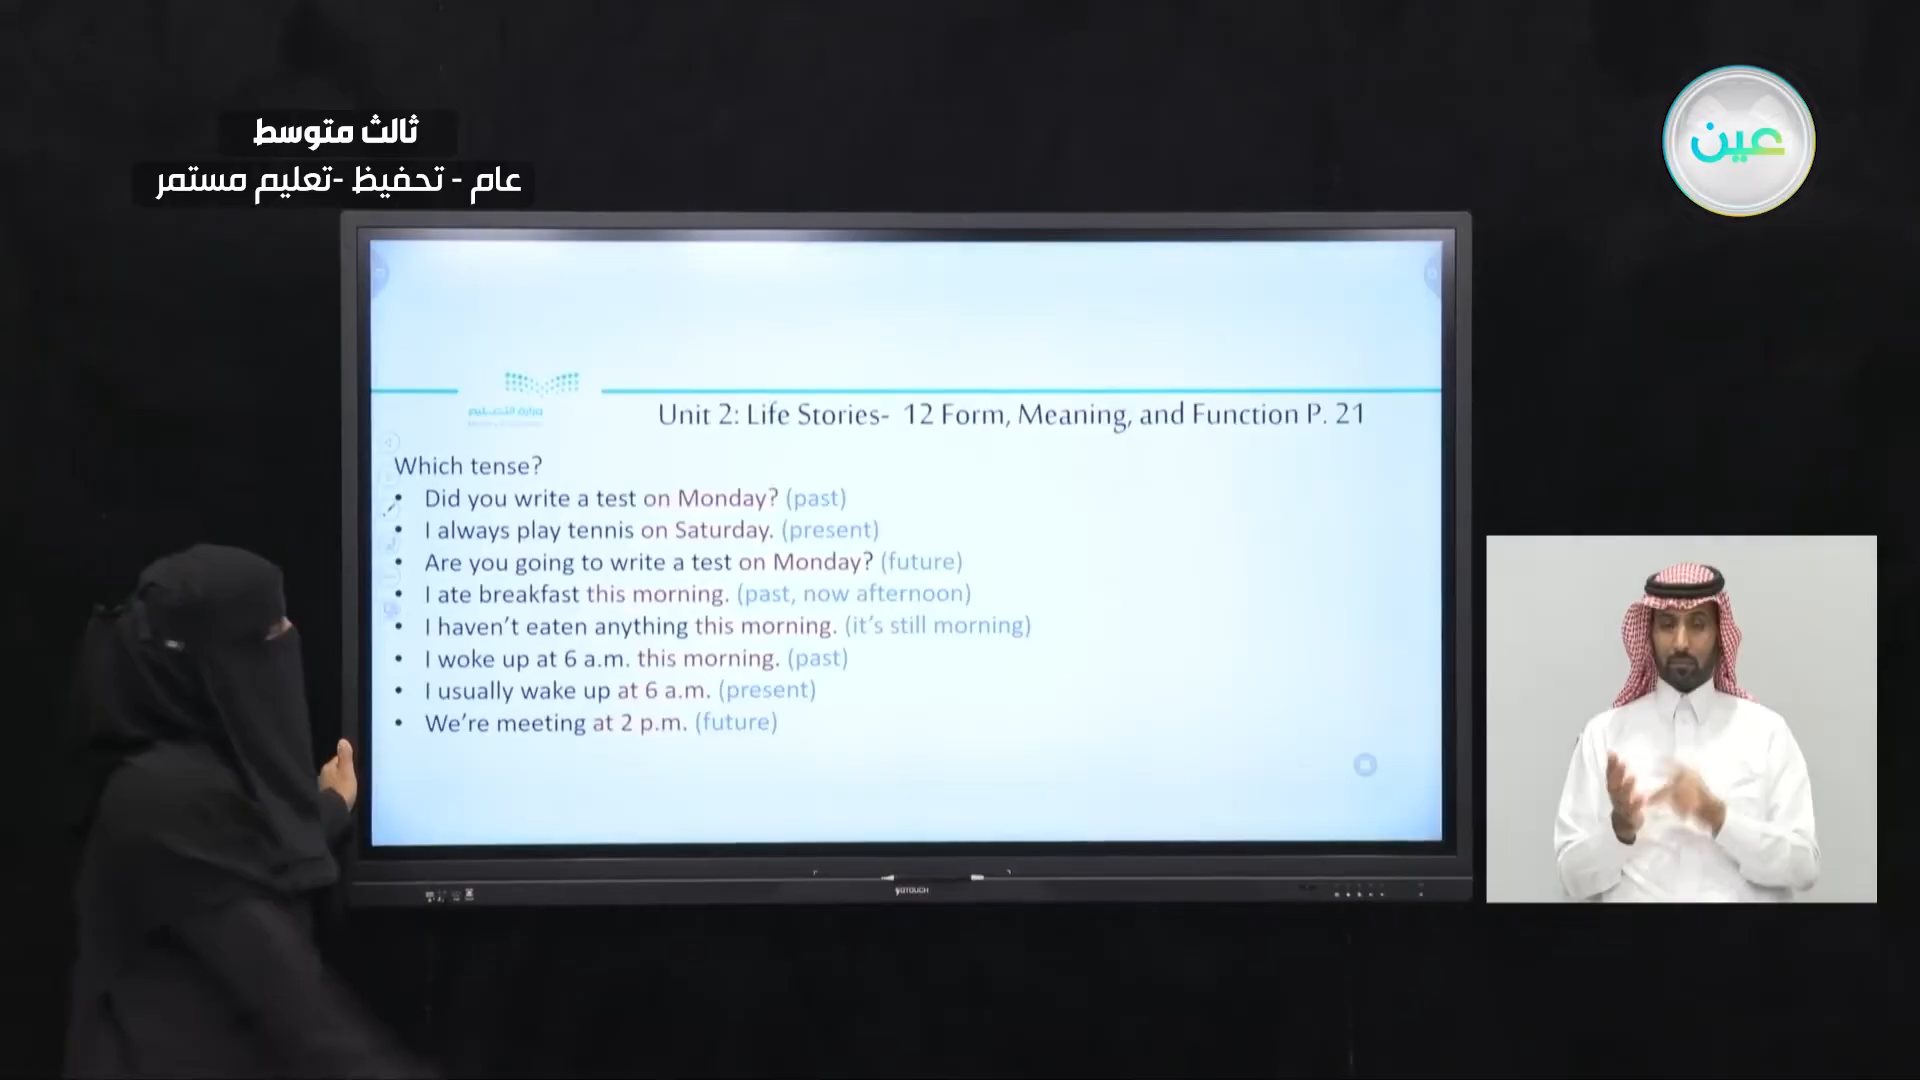 ثالث متوسط
عام - تحفيظ -تعليم مستمر
عين
وزارة التعليم
Unit 2: Life Stories- 12 Form, Meaning, and Function P. 21
Which tense?
• Did you write a test on Monday? (past)
• I always play tennis on Saturday. (present)
• Are you going to write a test on Monday? (future)
• I ate breakfast this morning. (past, now afternoon)
• I haven't eaten anything this morning. (it's still morning)
• I woke up at 6 a.m. this morning. (past)
• I usually wake up at 6 a.m. (present)
• We're meeting at 2 p.m. (future)